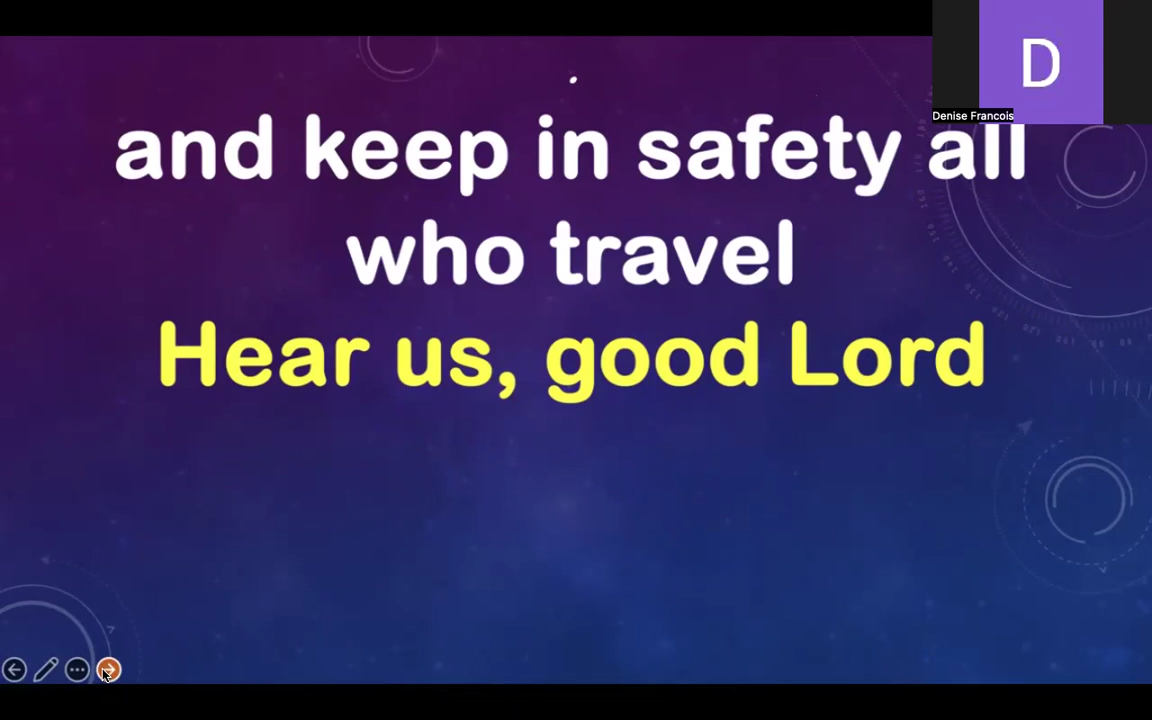 D
Denise Francois
and keep in safety all
who travel
Hear us, good Lord